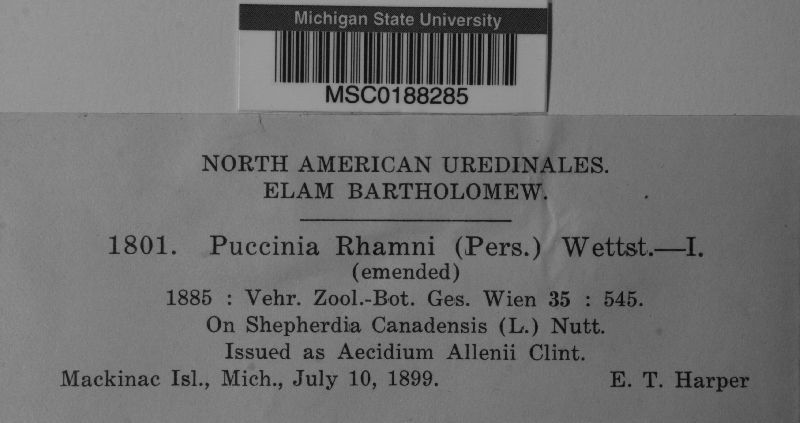 Michigan State University
MSC0188285
NORTH AMERICAN UREDINALES.
ELAM BARTHOLOMEW.
1801. Puccinia Rhamni (Pers.) Wettst.—I.
(emended)
1885 : Vehr. Zool.-Bot. Ges. Wien 35 : 545.
On Shepherdia Canadensis (L.) Nutt.
Issued as Aecidium Allenii Clint.
Mackinac Isl., Mich., July 10, 1899. E. T. Harper